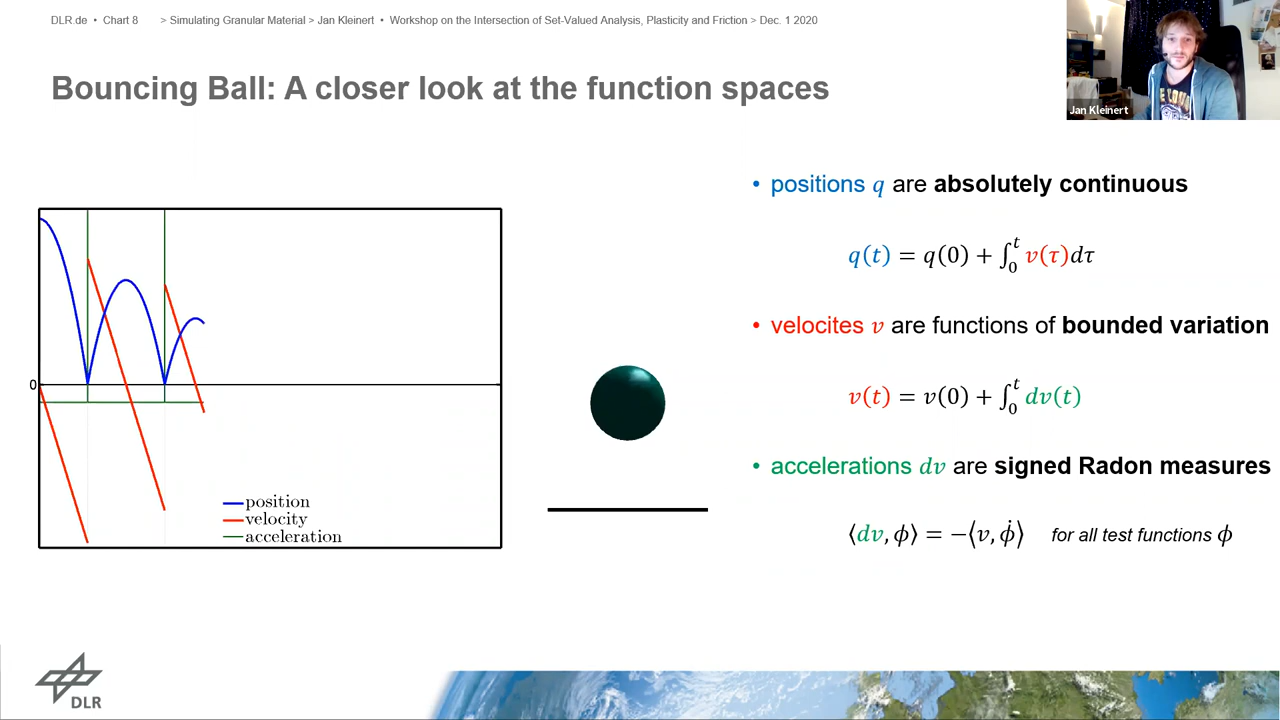 DLR.de • Chart 8 > Simulating Granular Material > Jan Kleinert • Workshop on the Intersection of Set-Valued Analysis, Plasticity and Friction > Dec. 1 2020
Bouncing Ball: A closer look at the function spaces
Jan Kleinert
• positions q are absolutely continuous
q(t) = q(0) + ∫₀ᵗ v(τ)dτ
• velocites v are functions of bounded variation
v(t) = v(0) + ∫₀ᵗ dv(t)
• accelerations dv are signed Radon measures
⟨dv, ϕ⟩ = −⟨v, ϕ̇⟩ for all test functions ϕ
0
position
velocity
acceleration
DLR